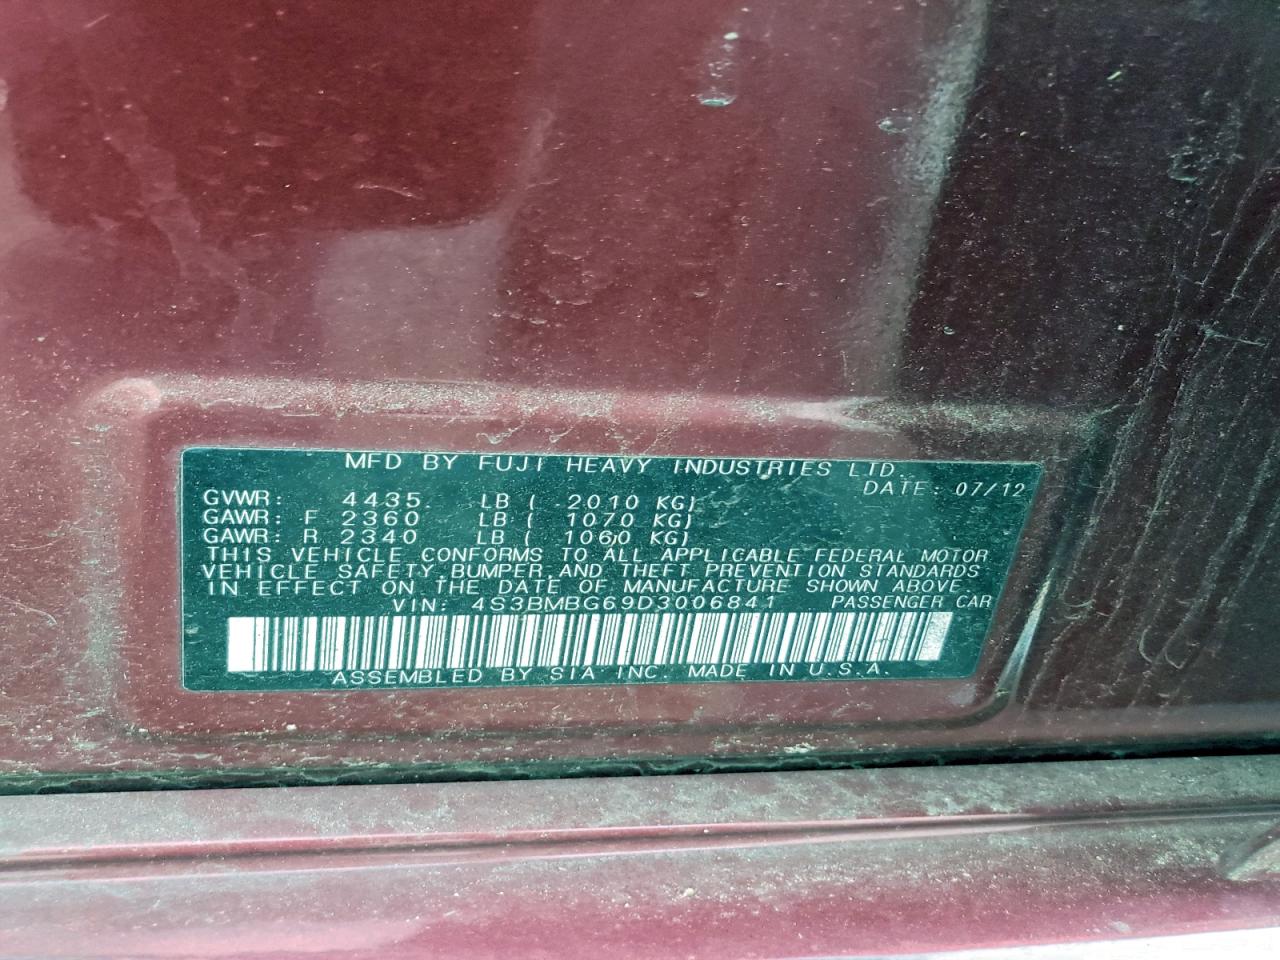 MFD BY FUJI HEAVY INDUSTRIES LTD.
DATE: 07/12
GVWR: 4435 LB ( 2010 KG)
GAWR: F 2360 LB ( 1070 KG)
GAWR: R 2340 LB ( 1060 KG)
THIS VEHICLE CONFORMS TO ALL APPLICABLE FEDERAL MOTOR
VEHICLE SAFETY, BUMPER, AND THEFT PREVENTION STANDARDS
IN EFFECT ON THE DATE OF MANUFACTURE SHOWN ABOVE.
VIN: 4S3BMBG69D3006841 PASSENGER CAR
ASSEMBLED BY SIA INC. MADE IN U.S.A.